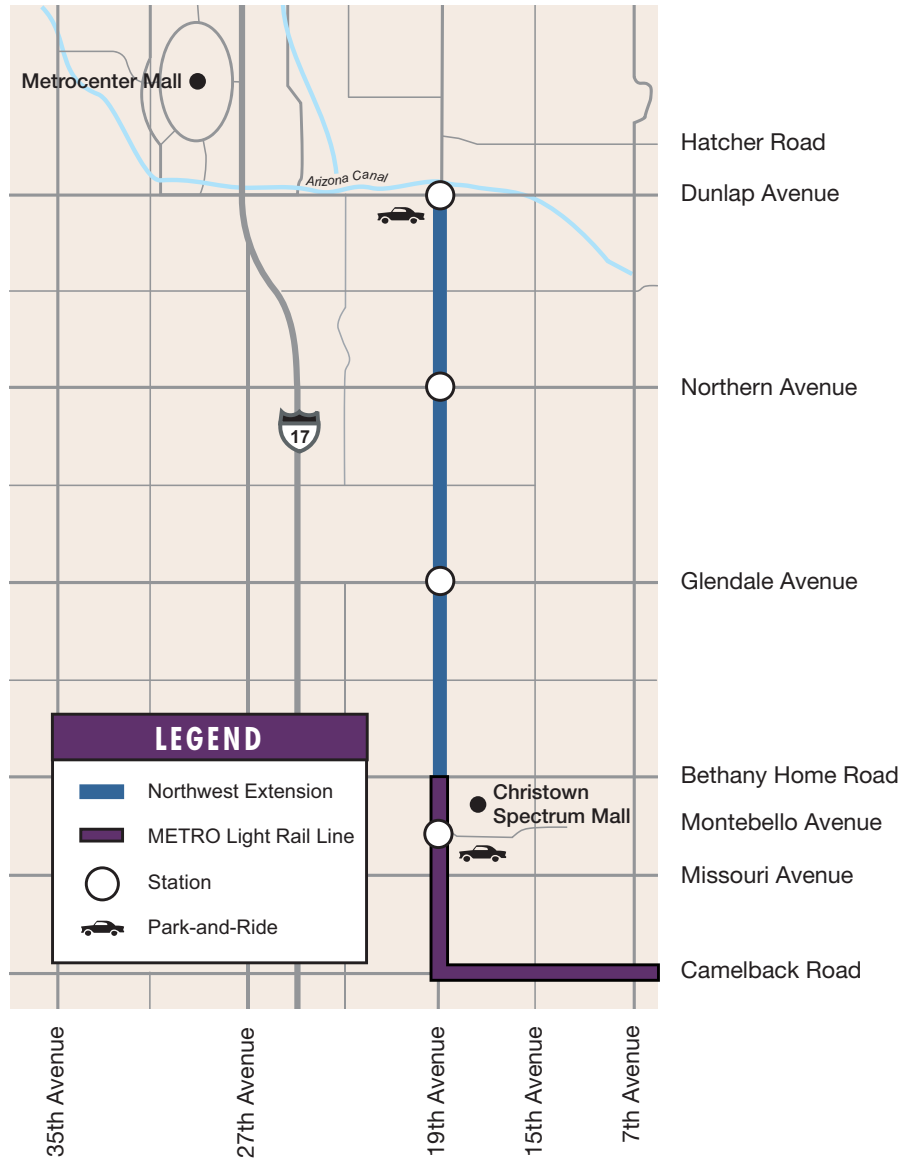 Metrocenter Mall
Arizona Canal
Hatcher Road
Dunlap Avenue
Northern Avenue
17
Glendale Avenue
Bethany Home Road
Christown
Spectrum Mall
Montebello Avenue
Missouri Avenue
Camelback Road
LEGEND
Northwest Extension
METRO Light Rail Line
Station
Park-and-Ride
35th Avenue
27th Avenue
19th Avenue
15th Avenue
7th Avenue